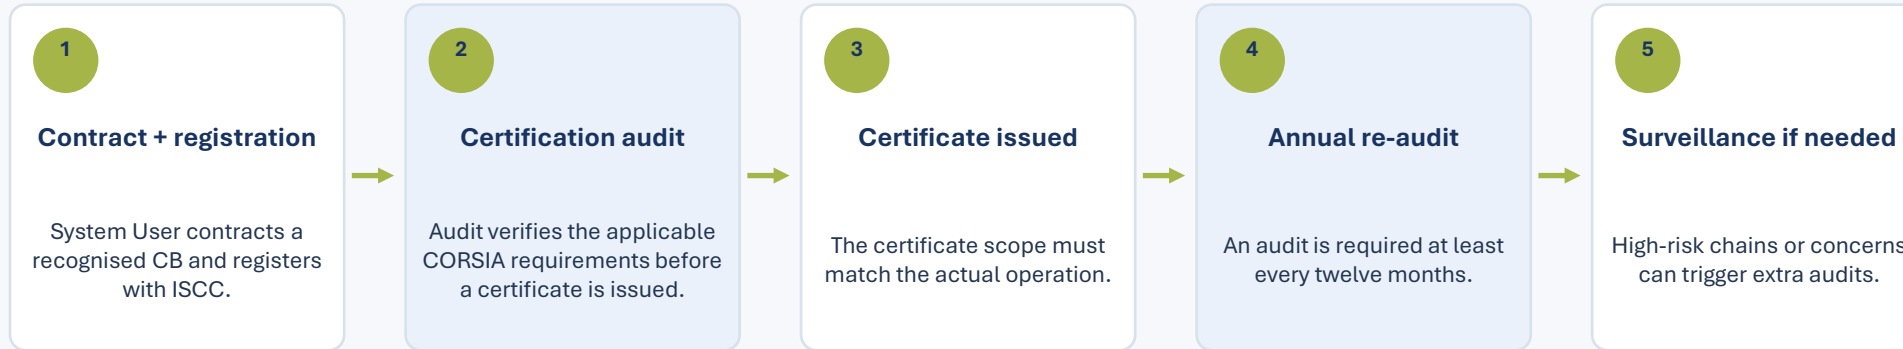 1
Contract + registration
System User contracts a
recognised CB and registers
with ISCC.
2
Certification audit
Audit verifies the applicable
CORSIA requirements before
a certificate is issued.
3
Certificate issued
The certificate scope must
match the actual operation.
4
Annual re-audit
An audit is required at least
every twelve months.
5
Surveillance if needed
High-risk chains or concerns
can trigger extra audits.